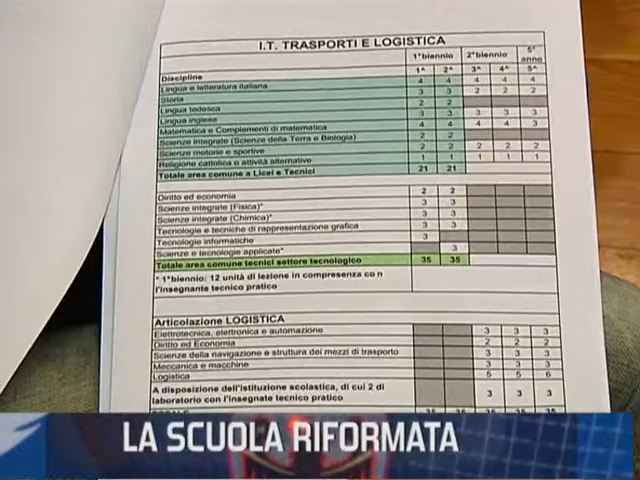 I.T. TRASPORTI E LOGISTICA
1°biennio 2°biennio 5° anno
Discipline 1^ 2^ 3^ 4^ 5^
Lingua e letteratura italiana 4 4 4 4 4
Storia 3 3 2 2 2
Lingua tedesca 2 2
Lingua inglese 3 3 3 3 3
Matematica e Complementi di matematica 4 4 4 4 3
Scienze integrate (Scienze della Terra e Biologia) 2 2
Scienze motorie e sportive 2 2 2 2 2
Religione cattolica o attività alternative 1 1 1 1 1
Totale area comune a Licei e Tecnici 21 21
Diritto ed economia 2 2
Scienze integrate (Fisica)* 3 3
Scienze integrate (Chimica)* 3 3
Tecnologie e tecniche di rappresentazione grafica 3 3
Tecnologie informatiche 3
Scienze e tecnologie applicate* 3
Totale area comune tecnici settore tecnologico 35 35
* 1°biennio: 12 unità di lezione in compresenza con
l'insegnante tecnico pratico
Articolazione LOGISTICA
Elettrotecnica, elettronica e automazione 3 3 3
Diritto ed Economia 2 2 2
Scienze della navigazione e struttura dei mezzi di trasporto 3 3 3
Meccanica e macchine 3 3 3
Logistica 5 5 6
A disposizione dell'istituzione scolastica, di cui 2 di
laboratorio con l'insegnate tecnico pratico 3 3 3
LA SCUOLA RIFORMATA